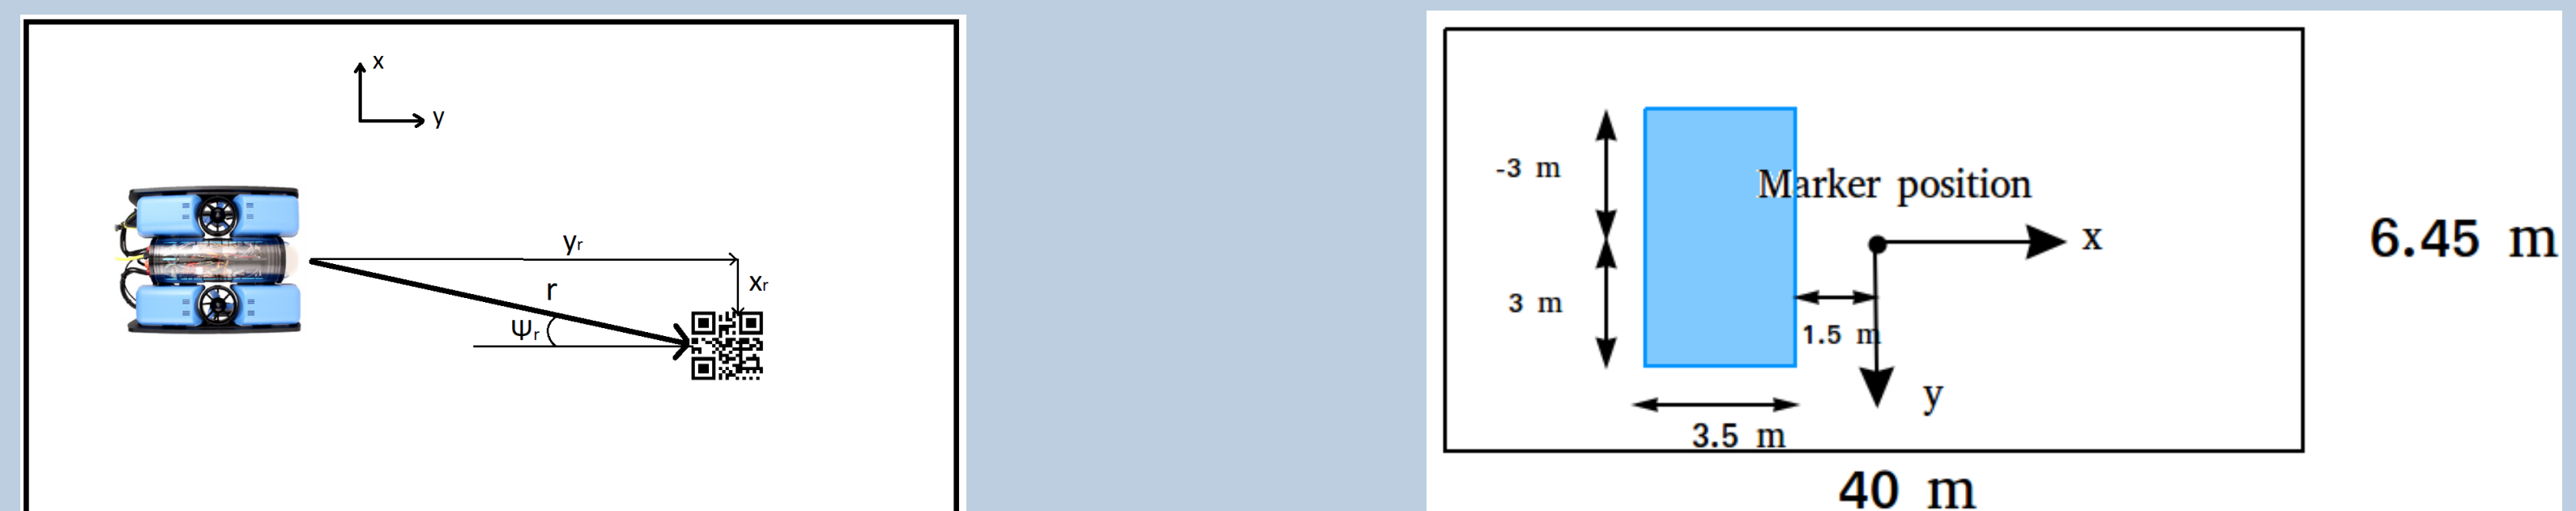 x
y
yr
xr
r
Ψr
-3 m
Marker position
x
6.45 m
3 m
1.5 m
y
3.5 m
40 m